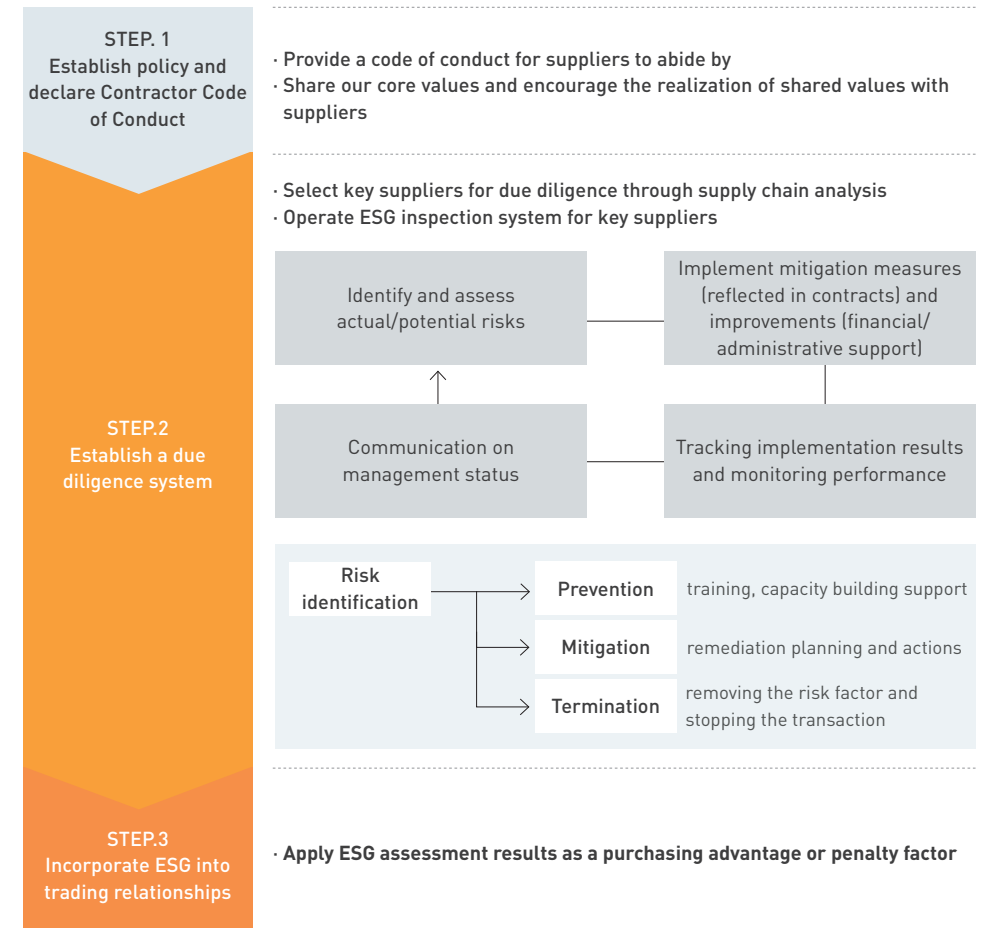 STEP. 1
Establish policy and
declare Contractor Code
of Conduct
· Provide a code of conduct for suppliers to abide by
· Share our core values and encourage the realization of shared values with
suppliers
STEP.2
Establish a due
diligence system
· Select key suppliers for due diligence through supply chain analysis
· Operate ESG inspection system for key suppliers
Identify and assess
actual/potential risks
Implement mitigation measures
(reflected in contracts) and
improvements (financial/
administrative support)
Communication on
management status
Tracking implementation results
and monitoring performance
Risk
identification
Prevention
training, capacity building support
Mitigation
remediation planning and actions
Termination
removing the risk factor and
stopping the transaction
STEP.3
Incorporate ESG into
trading relationships
· Apply ESG assessment results as a purchasing advantage or penalty factor